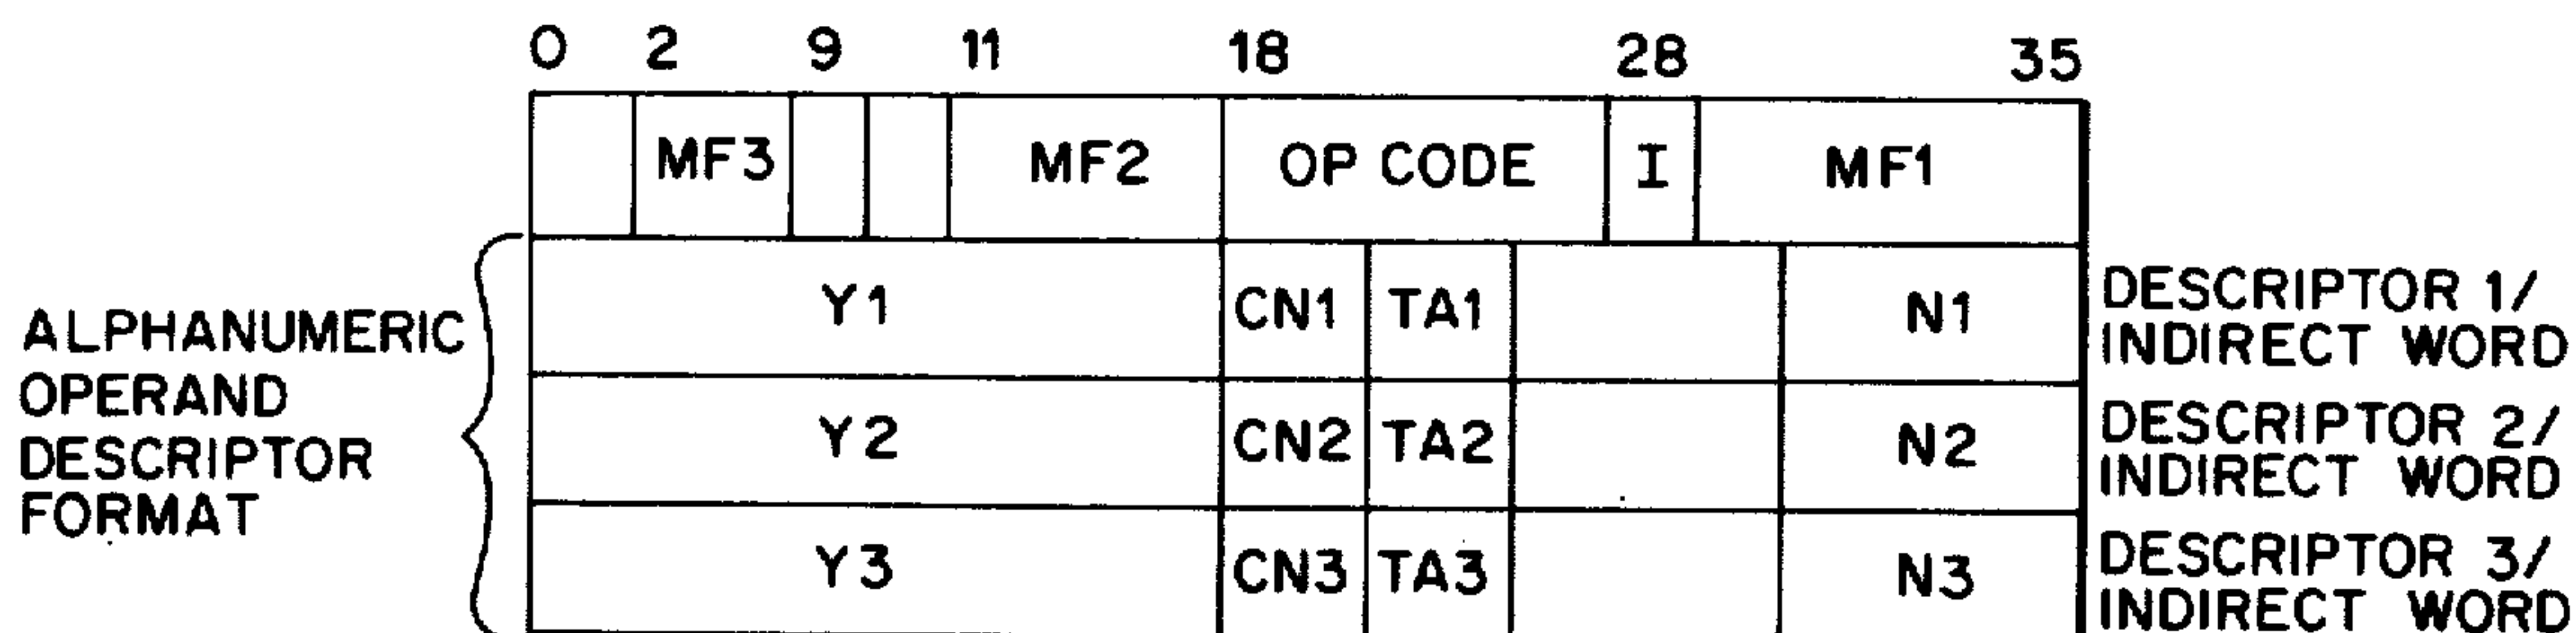 0 2 9 11 18 28 35
MF3 MF2 OP CODE I MF1
Y1 CN1 TA1 N1
Y2 CN2 TA2 N2
Y3 CN3 TA3 N3
ALPHANUMERIC
OPERAND
DESCRIPTOR
FORMAT
DESCRIPTOR 1/
INDIRECT WORD
DESCRIPTOR 2/
INDIRECT WORD
DESCRIPTOR 3/
INDIRECT WORD